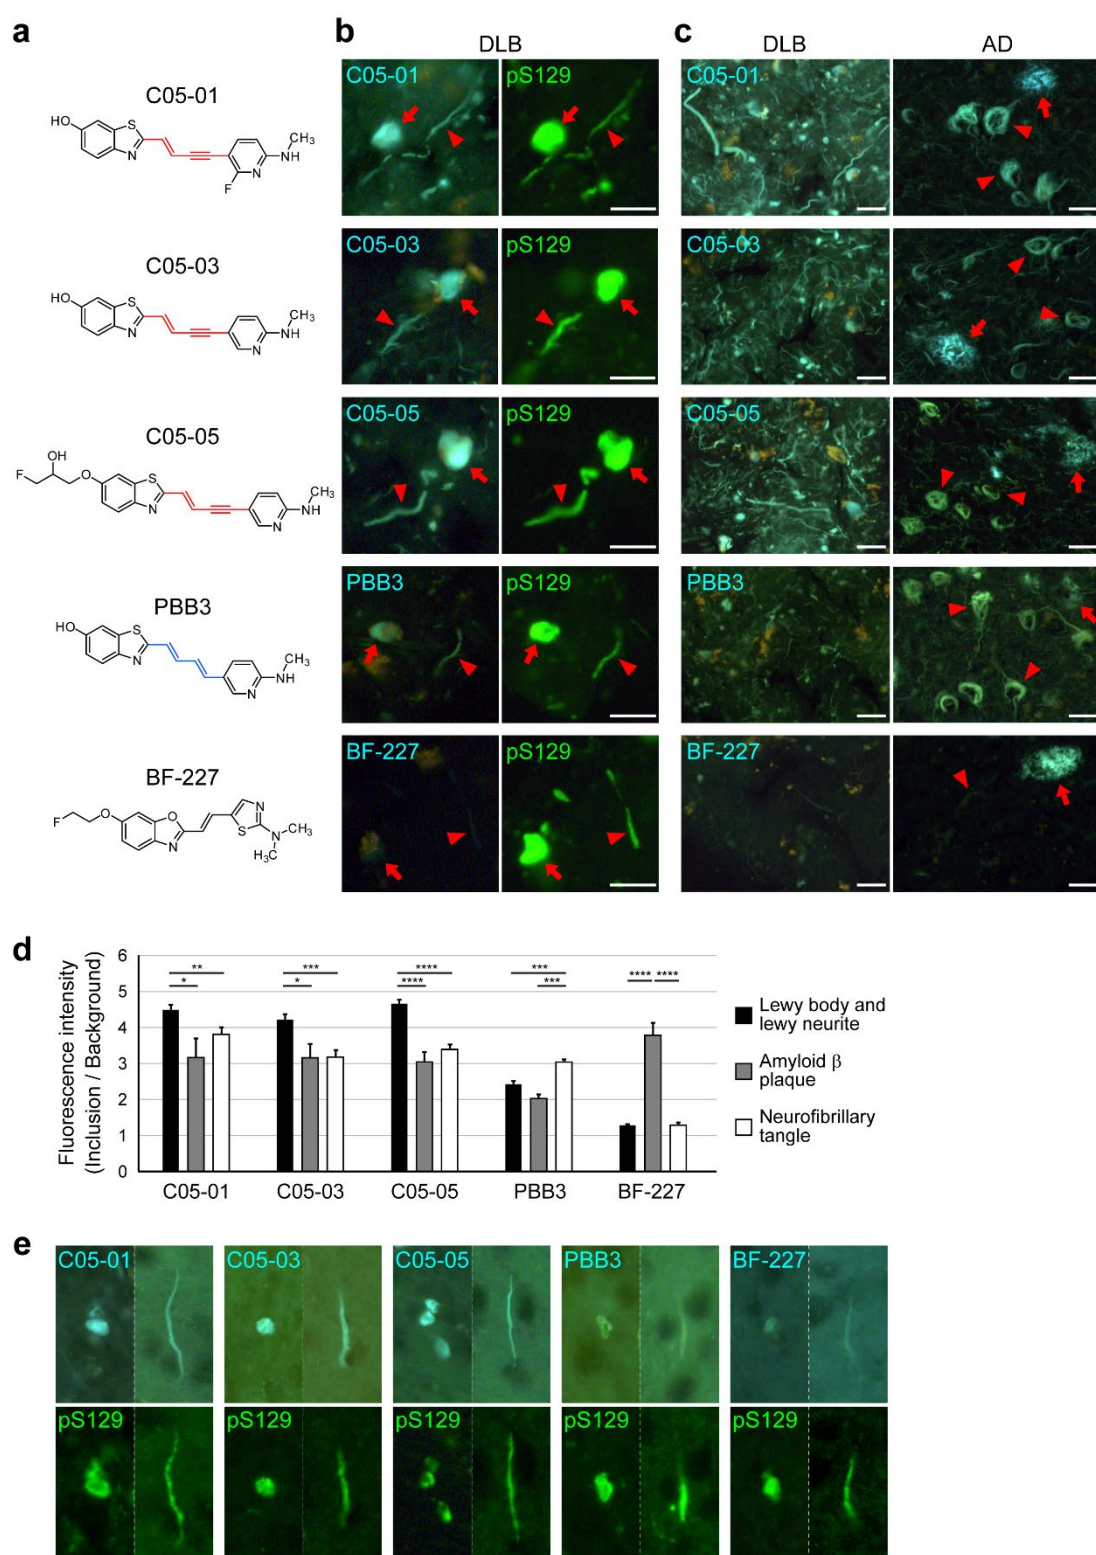 a
b
DLB
c
DLB
AD
C05-01
HO
S
N
F
N
NH
CH3
C05-01
pS129
C05-01
C05-03
HO
S
N
N
NH
CH3
C05-03
pS129
C05-03
C05-05
OH
F
O
S
N
N
NH
CH3
C05-05
pS129
C05-05
PBB3
HO
S
N
N
NH
CH3
PBB3
pS129
PBB3
BF-227
F
O
O
N
N
S
N
CH3
H3C
BF-227
pS129
BF-227
d
Fluorescence intensity
(Inclusion / Background)
6
5
4
3
2
1
0
**
*
***
*
****
****
***
***
****
****
C05-01
C05-03
C05-05
PBB3
BF-227
Lewy body and
lewy neurite
Amyloid β
plaque
Neurofibrillary
tangle
e
C05-01
C05-03
C05-05
PBB3
BF-227
pS129
pS129
pS129
pS129
pS129